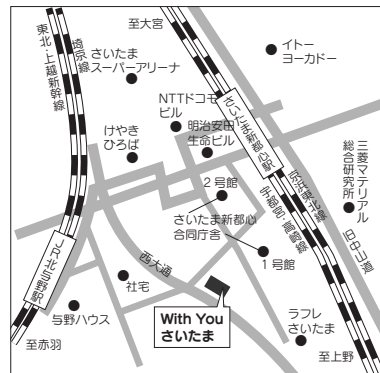 至大宮
東北・上越新幹線
埼京線
さいたま
スーパーアリーナ
イトー
ヨーカドー
NTTドコモ
ビル
さいたま新都心駅
明治安田
生命ビル
けやき
ひろば
三菱マテリアル
総合研究所
京浜東北線
宇都宮・高崎線
旧中山道
2号館
さいたま新都心
合同庁舎
1号館
西大通
JR北与野駅
社宅
与野ハウス
With You
さいたま
ラフレ
さいたま
至赤羽
至上野